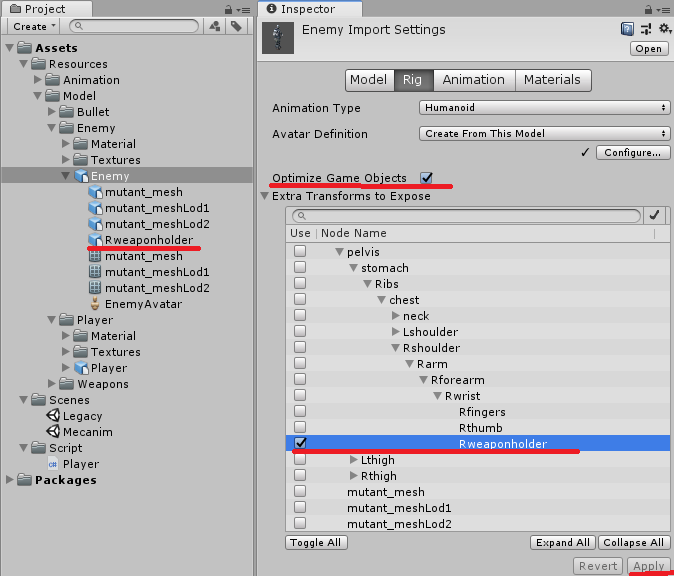 Project
Create
Assets
Resources
Animation
Model
Bullet
Enemy
Material
Textures
Enemy
mutant_mesh
mutant_meshLod1
mutant_meshLod2
Rweaponholder
mutant_mesh
mutant_meshLod1
mutant_meshLod2
EnemyAvatar
Player
Material
Textures
Player
Weapons
Scenes
Legacy
Mecanim
Script
C#
Player
Packages
Inspector
Enemy Import Settings
Open
Model Rig Animation Materials
Animation Type Humanoid
Avatar Definition Create From This Model
Configure...
Optimize Game Objects
Extra Transforms to Expose
Use Node Name
pelvis
stomach
Ribs
chest
neck
Lshoulder
Rshoulder
Rarm
Rforearm
Rwrist
Rfingers
Rthumb
Rweaponholder
Lthigh
Rthigh
mutant_mesh
mutant_meshLod1
mutant_meshLod2
Toggle All Expand All Collapse All
Revert Apply